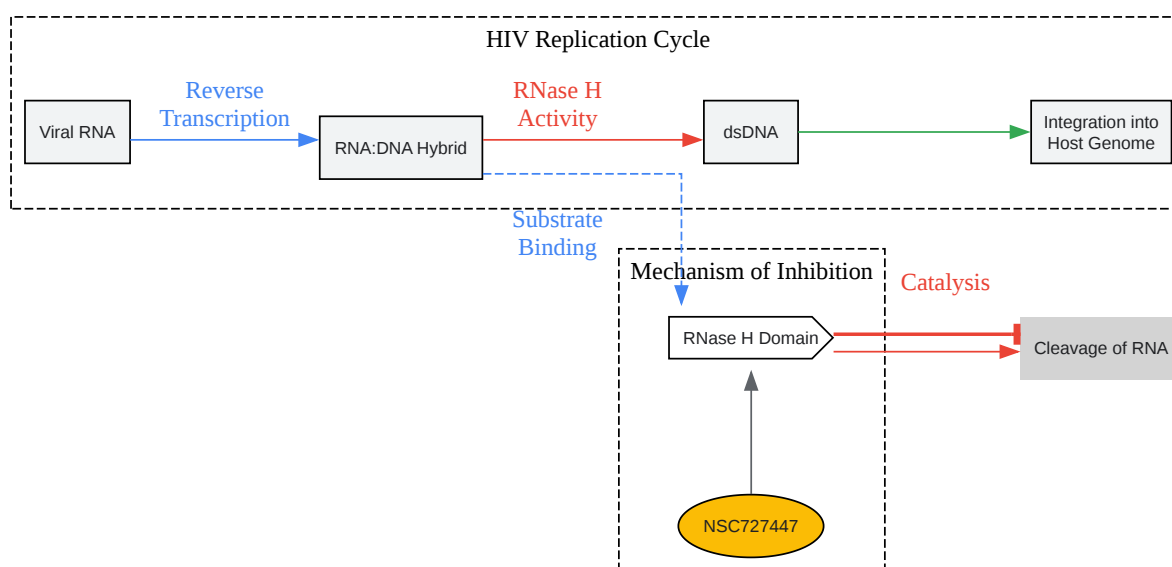 HIV Replication Cycle
Reverse
Transcription
RNase H
Activity
Viral RNA
RNA:DNA Hybrid
dsDNA
Integration into
Host Genome
Substrate
Binding
Mechanism of Inhibition
Catalysis
RNase H Domain
Cleavage of RNA
NSC727447